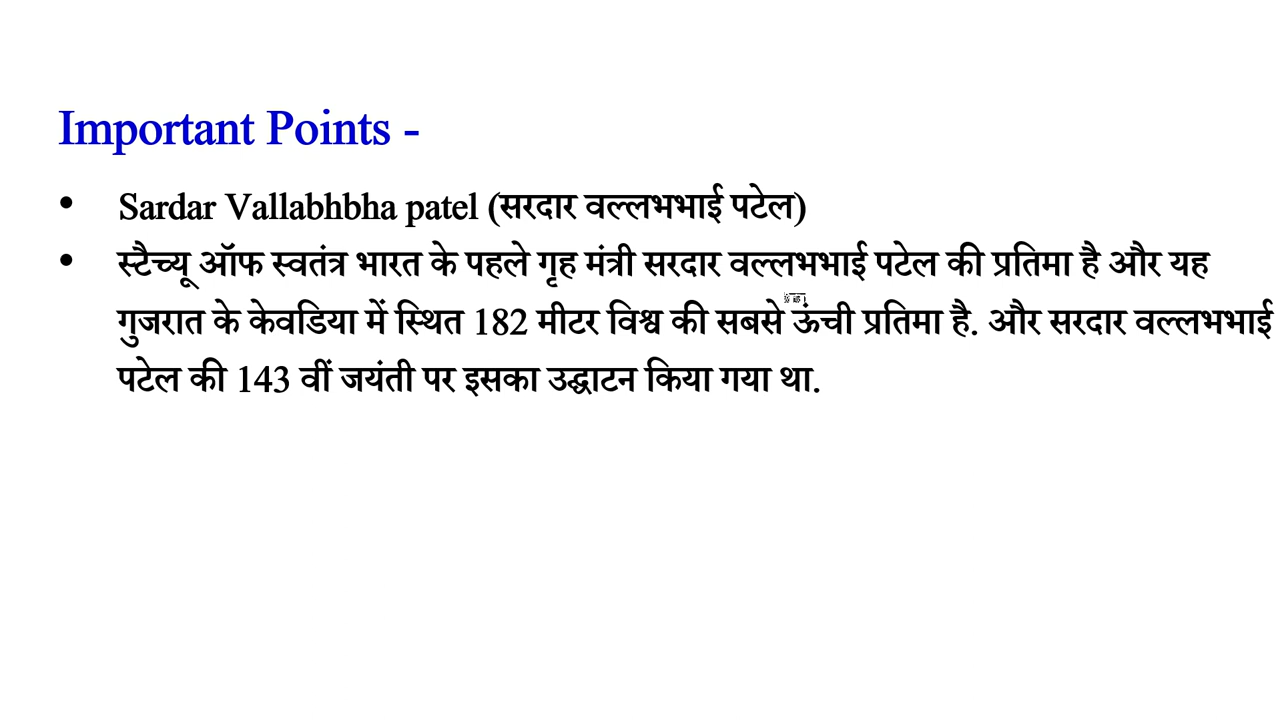 Important Points -
• Sardar Vallabhbha patel (सरदार वल्लभभाई पटेल)
• स्टैच्यू ऑफ स्वतंत्र भारत के पहले गृह मंत्री सरदार वल्लभभाई पटेल की प्रतिमा है और यह
गुजरात के केवडिया में स्थित 182 मीटर विश्व की सबसे ऊंची प्रतिमा है. और सरदार वल्लभभाई
पटेल की 143 वीं जयंती पर इसका उद्घाटन किया गया था.